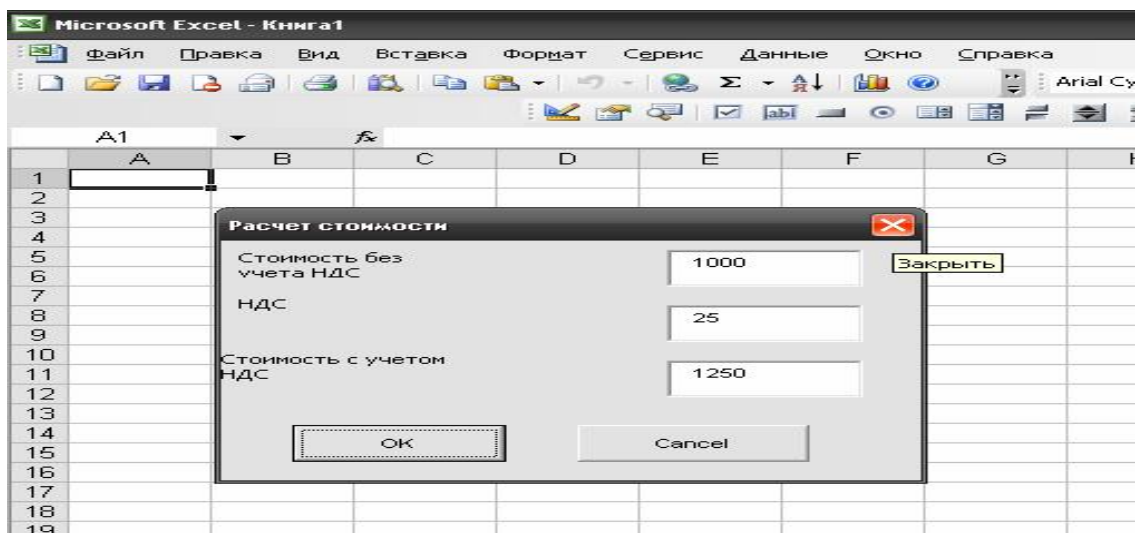 Microsoft Excel - Книга1
Файл Правка Вид Вставка Формат Сервис Данные Окно Справка
Arial Cy
A1 fx
A B C D E F G
1
2
3
Расчет стоимости
4
5
Стоимость без
учета НДС
1000
Закрыть
6
7
НДС
8
25
9
10
Стоимость с учетом
НДС
11
1250
12
13
14
OK Cancel
15
16
17
18
19